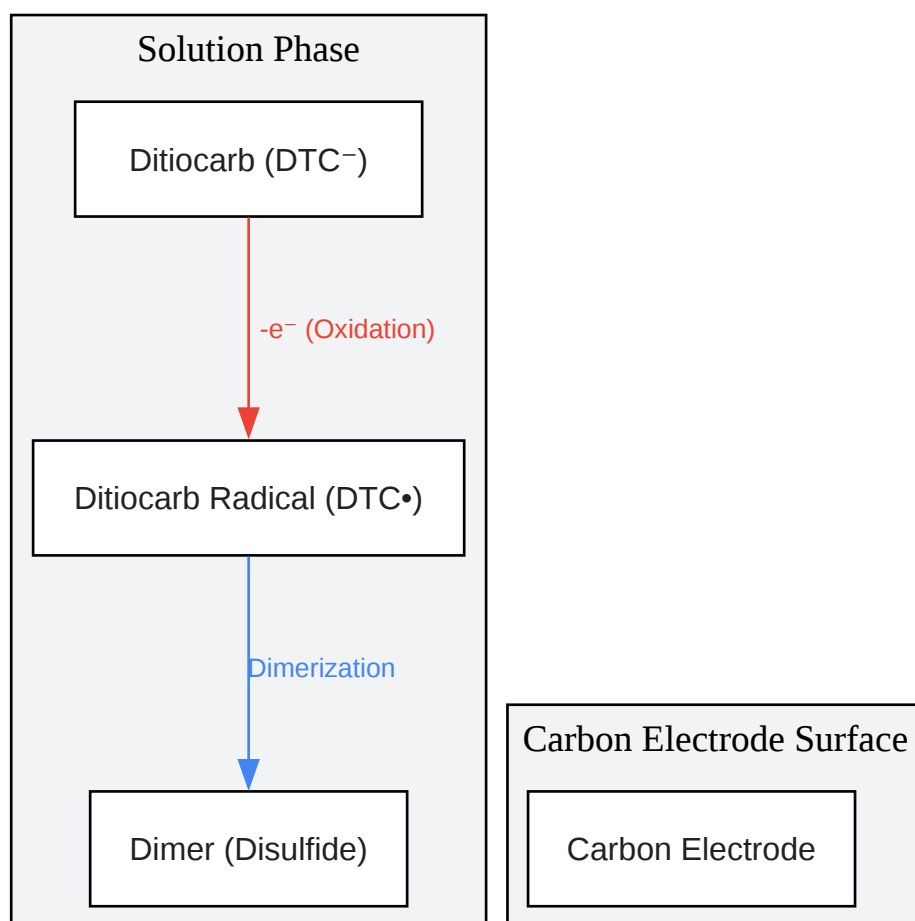 Solution Phase
Ditiocarb (DTC⁻)
-e⁻ (Oxidation)
Ditiocarb Radical (DTC•)
Dimerization
Dimer (Disulfide)
Carbon Electrode Surface
Carbon Electrode